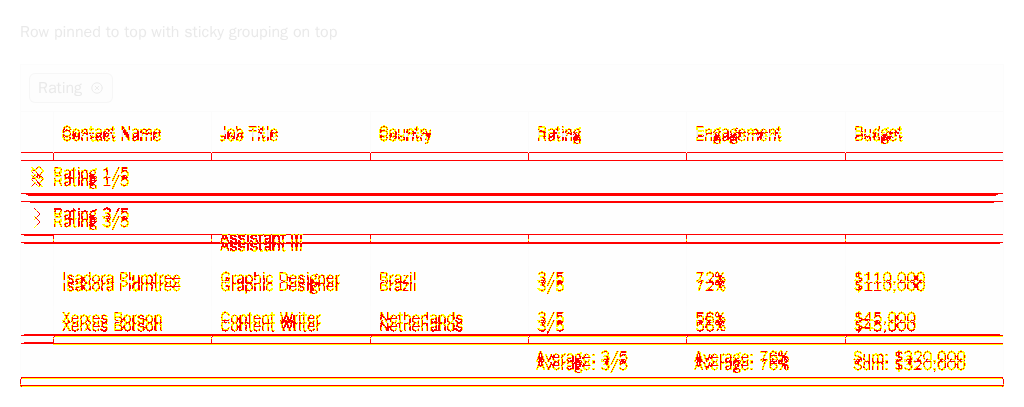 Row pinned to top with sticky grouping on top
Rating
Contact Name Job Title Country Rating Engagement Budget
Rating 1/5
Rating 3/5
Assistant III
Isadora Plumtree Graphic Designer Brazil 3/5 72% $110,000
Xerxes Borson Content Writer Netherlands 3/5 56% $45,000
Average: 3/5 Average: 76% Sum: $320,000